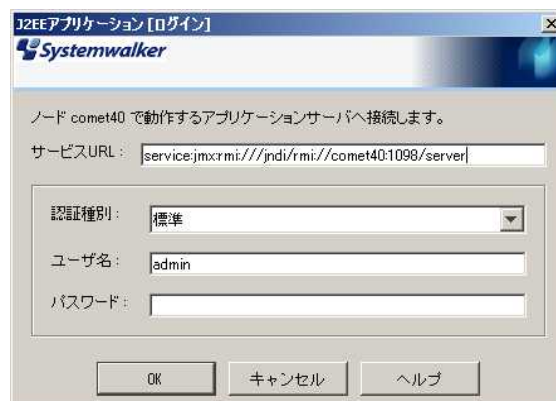 J2EEアプリケーション [ログイン]
Systemwalker
ノード comet40 で動作するアプリケーションサーバへ接続します。
サービスURL： service:jmx:rmi:///jndi/rmi://comet40:1098/server
認証種別： 標準
ユーザ名： admin
パスワード：
OK キャンセル ヘルプ